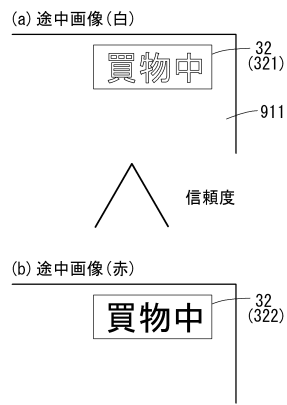 (a) 途中画像(白)
買物中
32
(321)
911
信頼度
(b) 途中画像(赤)
買物中
32
(322)